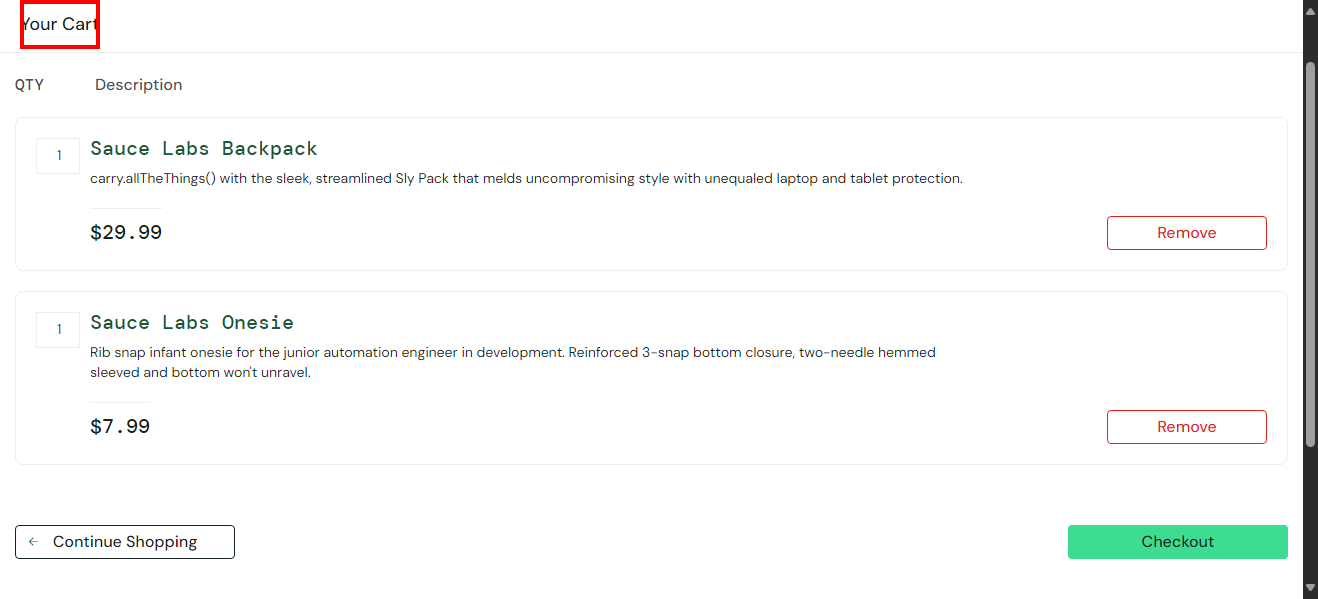 Your Cart
QTY Description
1 Sauce Labs Backpack
carry.allTheThings() with the sleek, streamlined Sly Pack that melds uncompromising style with unequaled laptop and tablet protection.
$29.99 Remove
1 Sauce Labs Onesie
Rib snap infant onesie for the junior automation engineer in development. Reinforced 3-snap bottom closure, two-needle hemmed
sleeved and bottom won't unravel.
$7.99 Remove
Continue Shopping Checkout